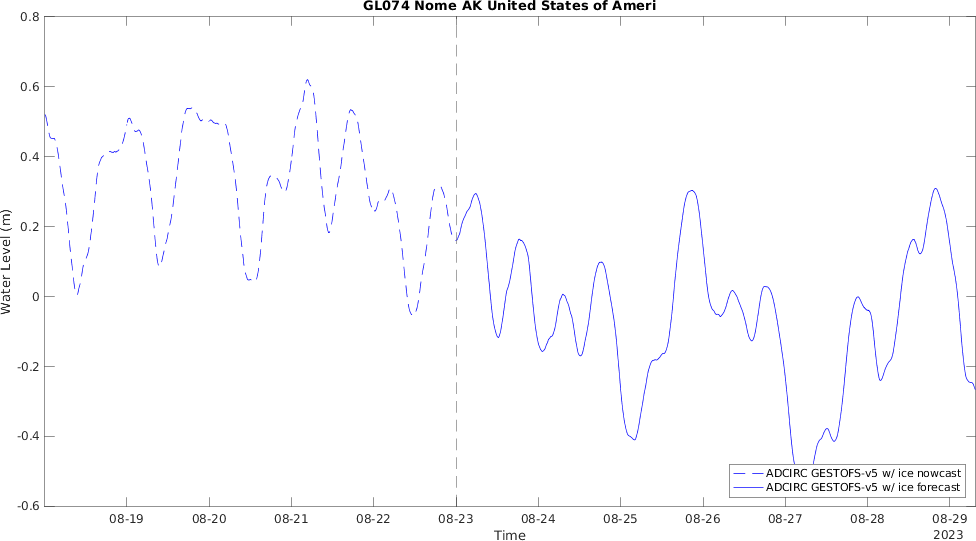 GL074 Nome AK United States of Ameri
0.8
0.6
0.4
0.2
0
-0.2
-0.4
-0.6
Water Level (m)
ADCIRC GESTOFS-v5 w/ ice nowcast
ADCIRC GESTOFS-v5 w/ ice forecast
08-19 08-20 08-21 08-22 08-23 08-24 08-25 08-26 08-27 08-28 08-29
2023
Time